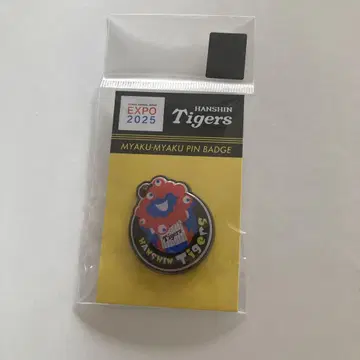 EXPO
2025
HANSHIN
Tigers
MYAKU-MYAKU PIN BADGE
Tigers
HANSHIN Tigers